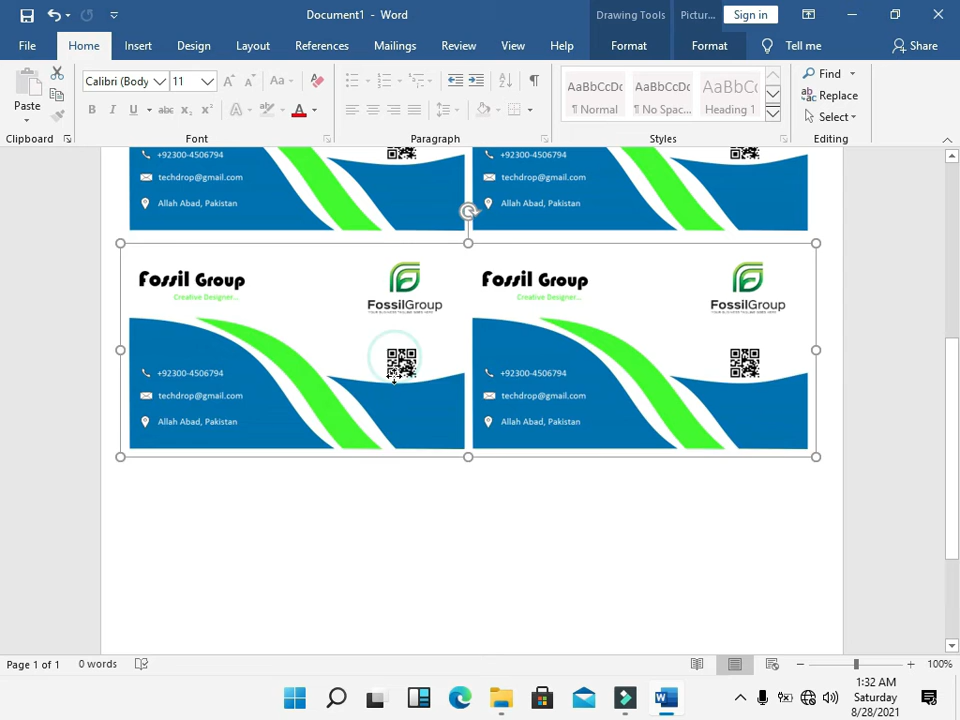 Document1 - Word
Drawing Tools
Pictur...
Sign in
File
Home
Insert
Design
Layout
References
Mailings
Review
View
Help
Format
Format
Tell me
Share
Paste
Calibri (Body
11
Find
Replace
Select
AaBbCcDc
AaBbCcDc
AaBbCc
¶ Normal
¶ No Spac...
Heading 1
Clipboard
Font
Paragraph
Styles
Editing
+92300-4506794
techdrop@gmail.com
Allah Abad, Pakistan
+92300-4506794
techdrop@gmail.com
Allah Abad, Pakistan
Fossil Group
Creative Designer...
FossilGroup
+92300-4506794
techdrop@gmail.com
Allah Abad, Pakistan
Fossil Group
Creative Designer...
FossilGroup
+92300-4506794
techdrop@gmail.com
Allah Abad, Pakistan
Page 1 of 1
0 words
100%
1:32 AM
Saturday
8/28/2021